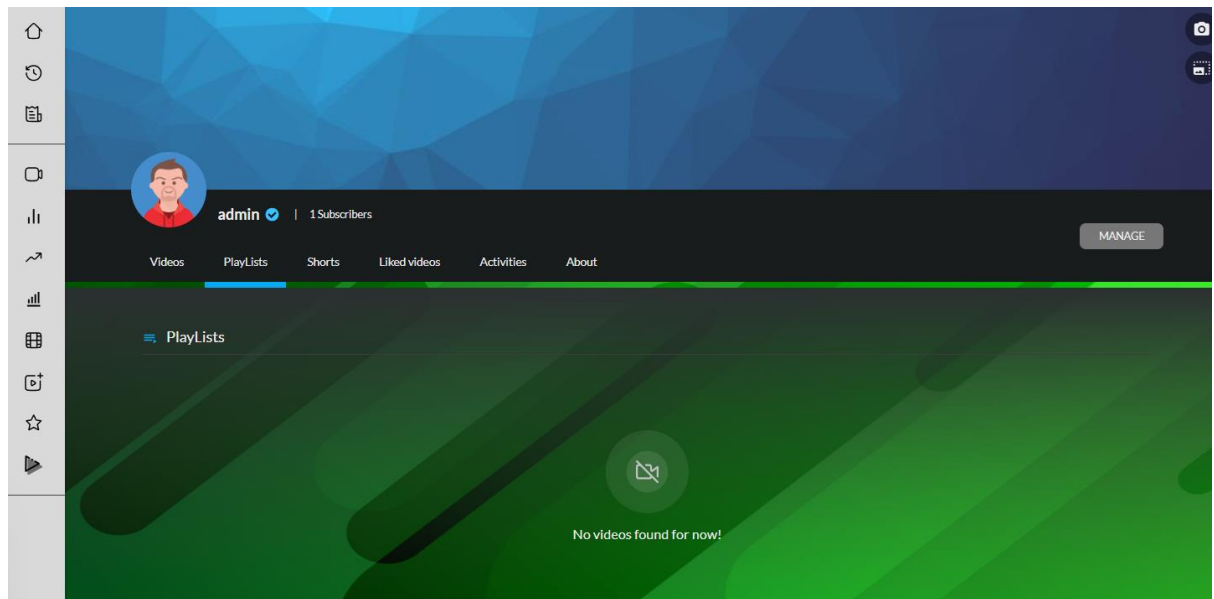 admin | 1 Subscribers
MANAGE
Videos PlayLists Shorts Liked videos Activities About
PlayLists
No videos found for now!